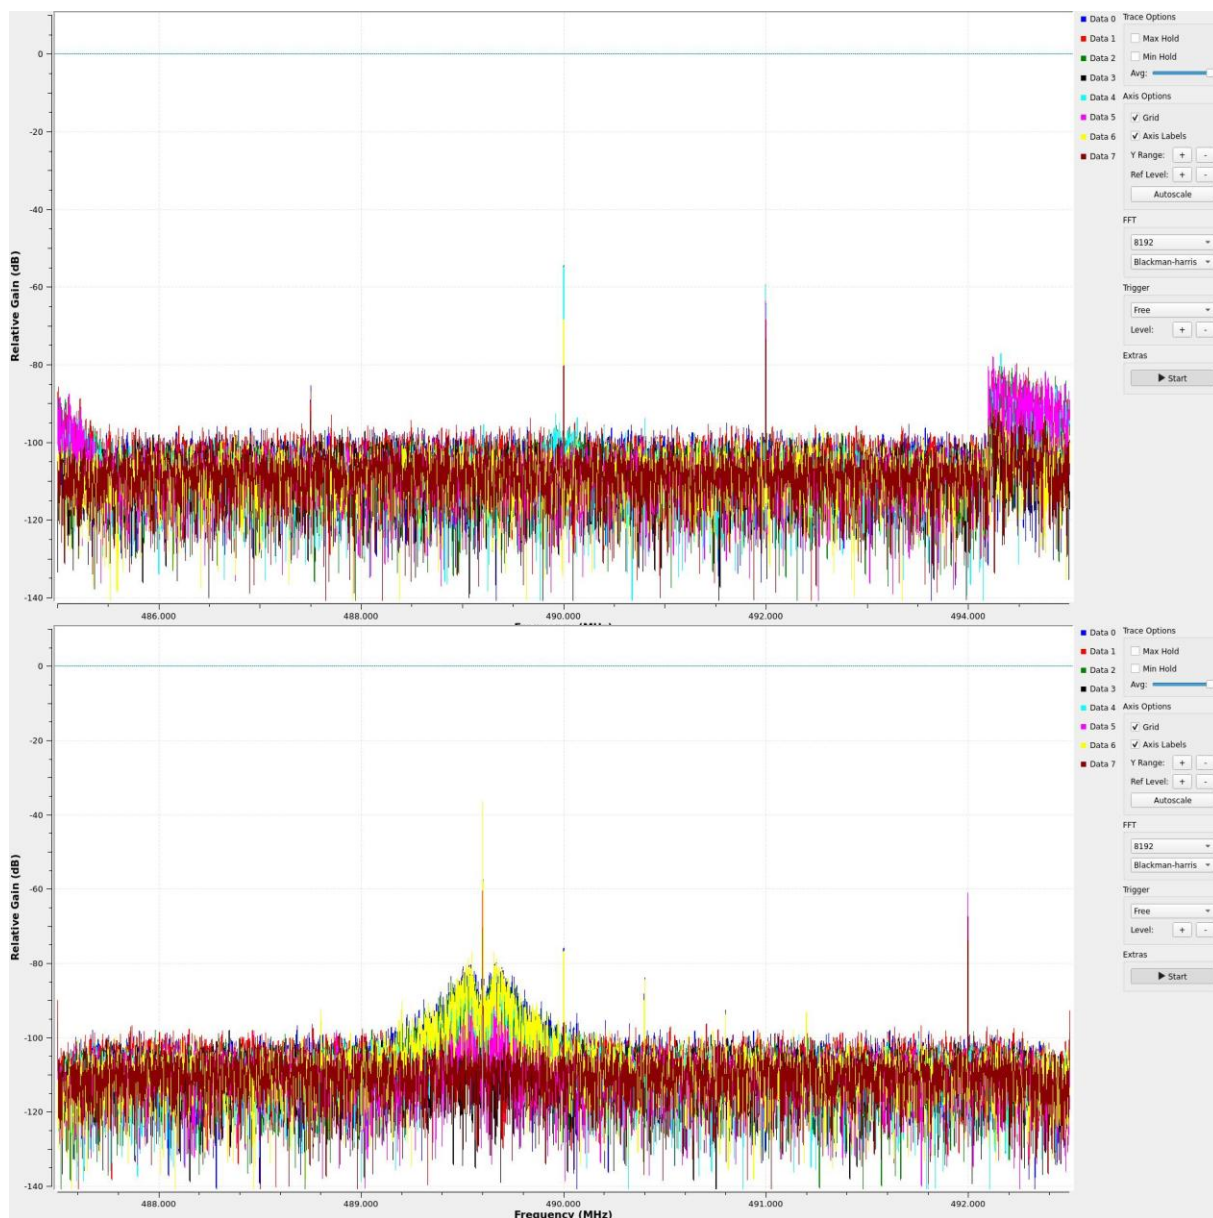 Data 0 Trace Options
Data 1 Max Hold
Data 2 Min Hold
Data 3 Avg:
Data 4 Axis Options
Data 5 Grid
Data 6 Axis Labels
Data 7 Y Range: + -
Ref Level: + -
Autoscale
FFT
8192
Blackman-harris
Trigger
Free
Level: + -
Extras
Start
Relative Gain (dB)
0
-20
-40
-60
-80
-100
-120
-140
486.000 488.000 490.000 492.000 494.000
Frequency (MHz)
Data 0 Trace Options
Data 1 Max Hold
Data 2 Min Hold
Data 3 Avg:
Data 4 Axis Options
Data 5 Grid
Data 6 Axis Labels
Data 7 Y Range: + -
Ref Level: + -
Autoscale
FFT
8192
Blackman-harris
Trigger
Free
Level: + -
Extras
Start
Relative Gain (dB)
0
-20
-40
-60
-80
-100
-120
-140
488.000 489.000 490.000 491.000 492.000
Frequency (MHz)